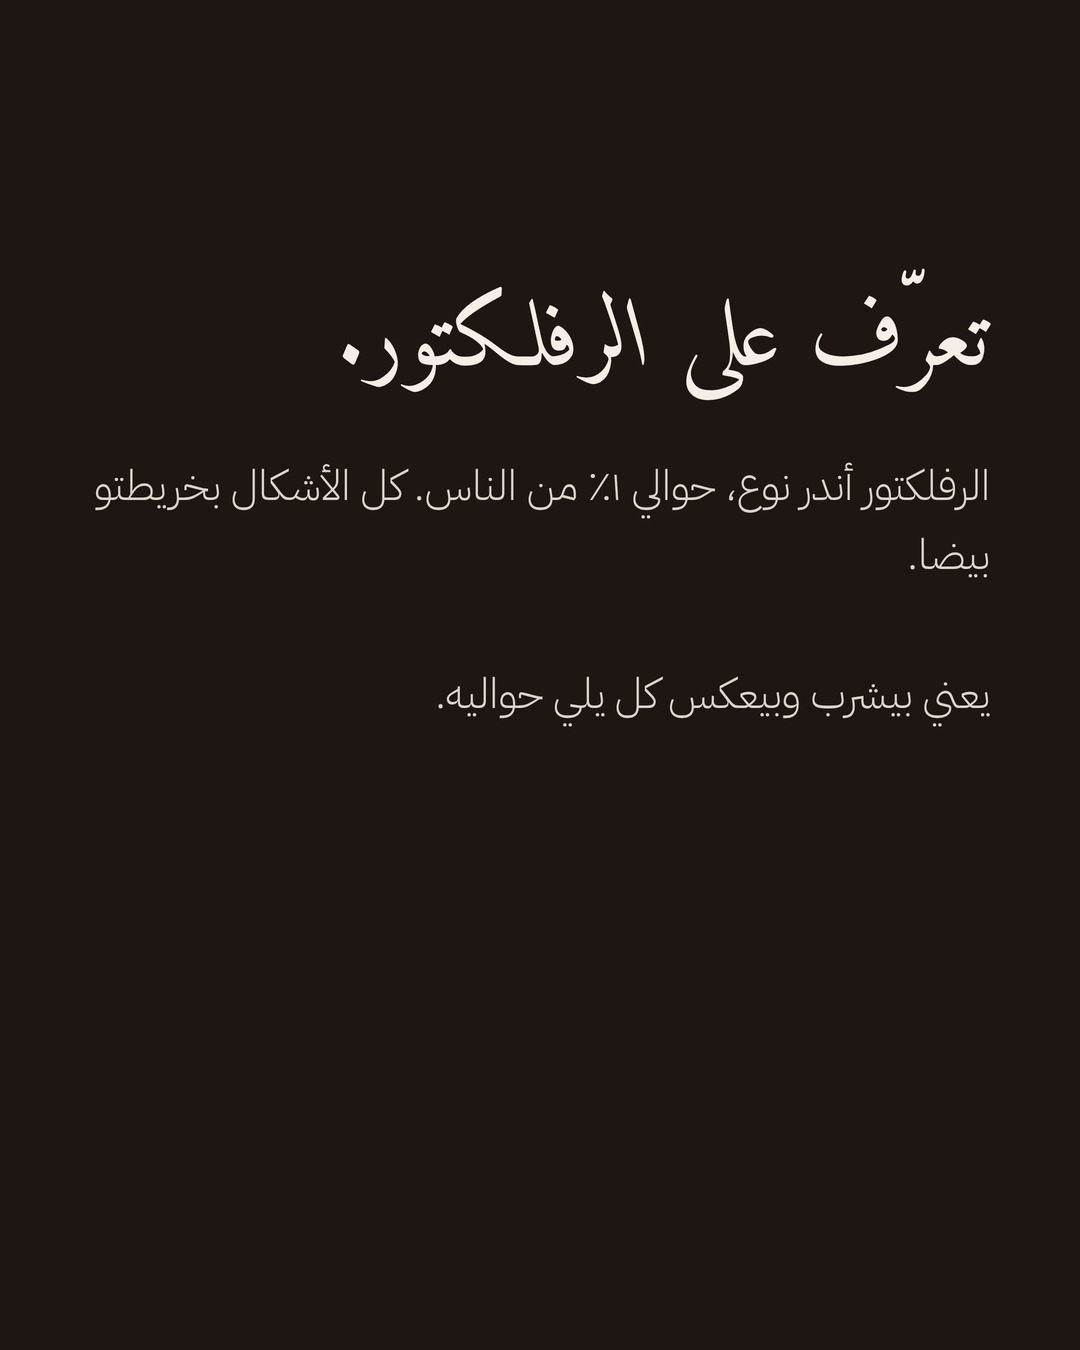 تعرّف على الرفلكتور.
الرفلكتور أندر نوع، حوالي ١٪ من الناس. كل الأشكال بخريطتو
بيضا.
يعني بيشرب وبيعكس كل يلي حواليه.